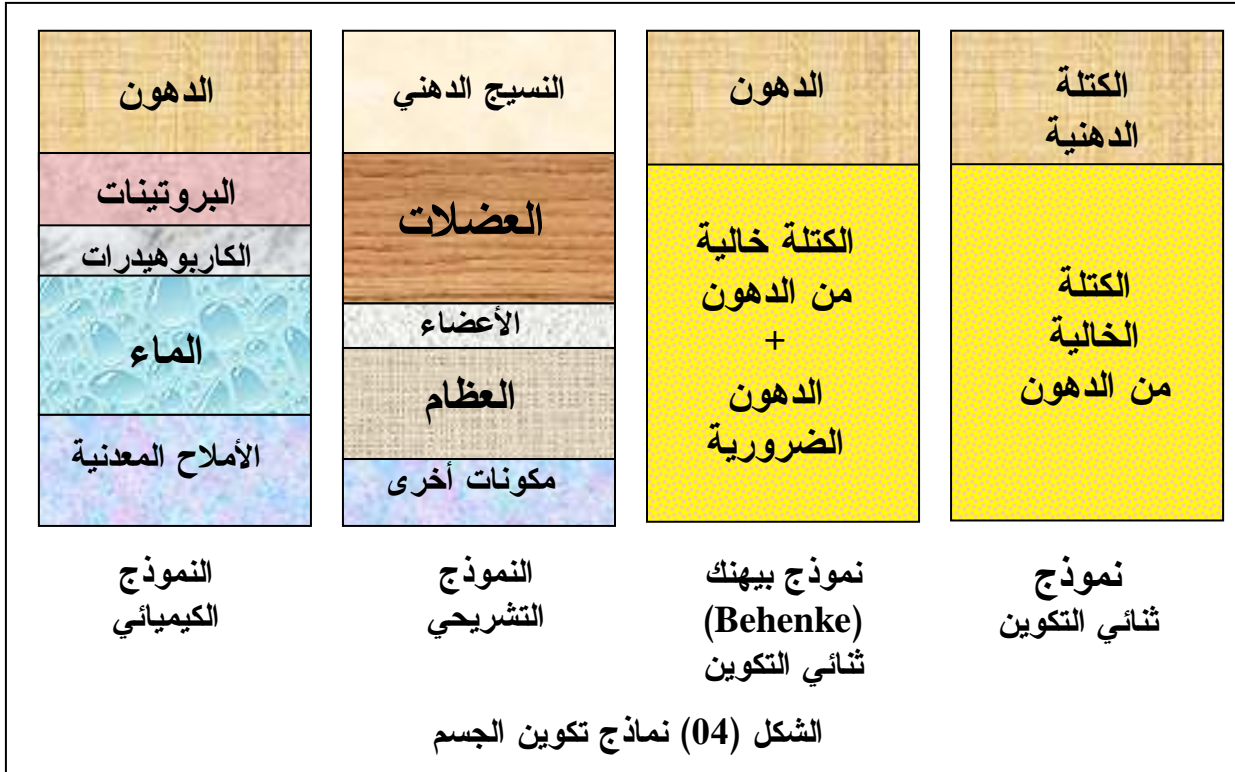 الكتلة
الدهنية
الكتلة
الخالية
من الدهون
نموذج
ثنائي التكوين
الدهون
الكتلة خالية
من الدهون
+
الدهون
الضرورية
نموذج بيهنك
(Behenke)
ثنائي التكوين
النسيج الدهني
العضلات
الأعضاء
العظام
مكونات أخرى
النموذج
التشريحي
الدهون
البروتينات
الكاربوهيدرات
الماء
الأملاح المعدنية
النموذج
الكيميائي
الشكل (04) نماذج تكوين الجسم